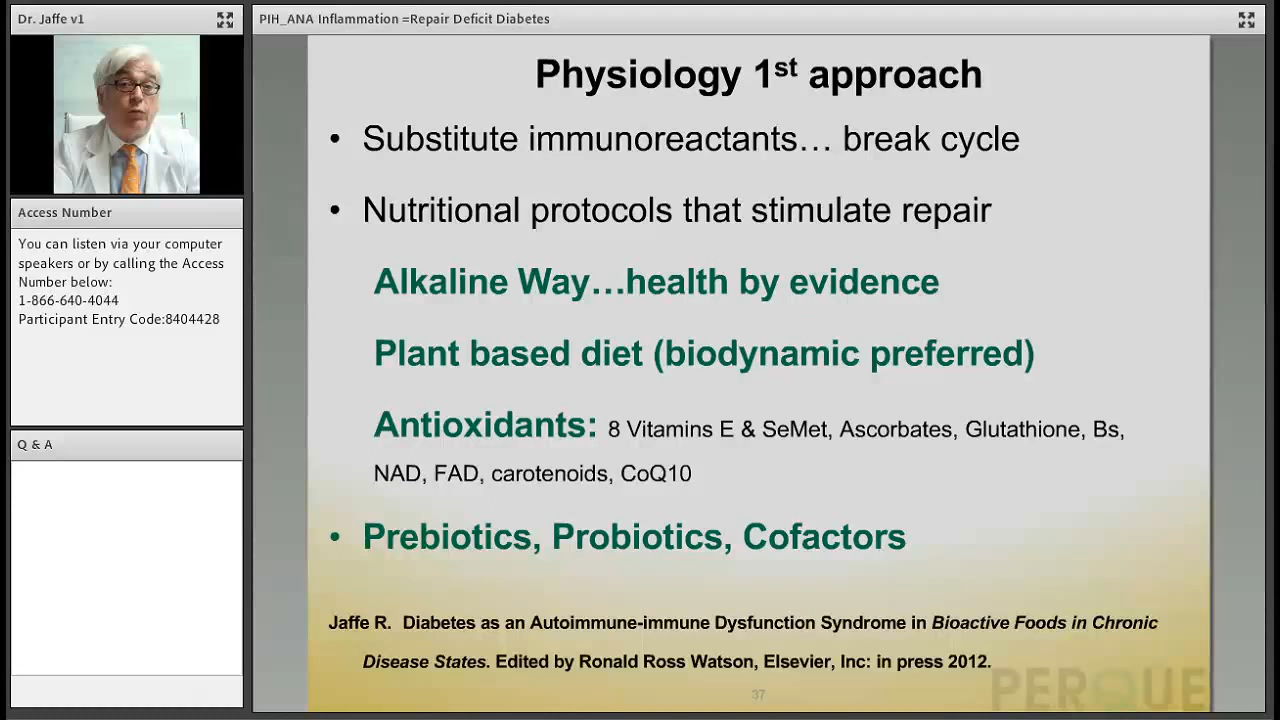 Dr. Jaffe v1
PIH_ANA Inflammation =Repair Deficit Diabetes
Access Number
You can listen via your computer
speakers or by calling the Access
Number below:
1-866-640-4044
Participant Entry Code:8404428
Q & A
Physiology 1st approach
• Substitute immunoreactants… break cycle
• Nutritional protocols that stimulate repair
Alkaline Way…health by evidence
Plant based diet (biodynamic preferred)
Antioxidants: 8 Vitamins E & SeMet, Ascorbates, Glutathione, Bs,
NAD, FAD, carotenoids, CoQ10
• Prebiotics, Probiotics, Cofactors
Jaffe R. Diabetes as an Autoimmune-immune Dysfunction Syndrome in Bioactive Foods in Chronic
Disease States. Edited by Ronald Ross Watson, Elsevier, Inc: in press 2012.
37
PERQUE